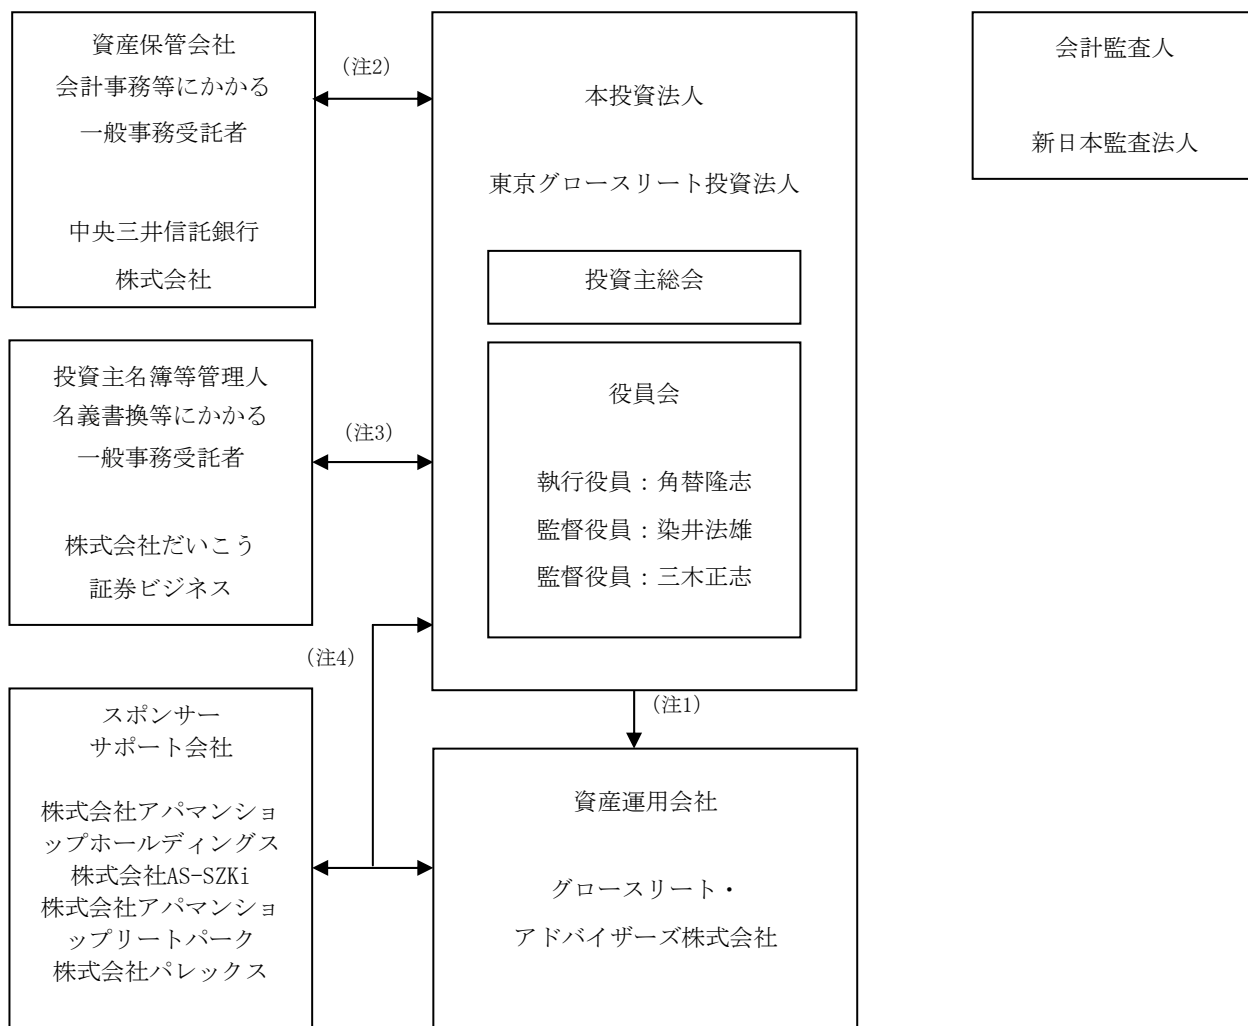 資産保管会社
会計事務等にかかる
一般事務受託者
中央三井信託銀行
株式会社
(注2)
本投資法人
東京グロースリート投資法人
投資主総会
役員会
執行役員：角替隆志
監督役員：染井法雄
監督役員：三木正志
会計監査人
新日本監査法人
投資主名簿等管理人
名義書換等にかかる
一般事務受託者
株式会社だいこう
証券ビジネス
(注3)
(注4)
(注1)
スポンサー
サポート会社
株式会社アパマンショ
ップホールディングス
株式会社AS-SZKi
株式会社アパマンショ
ップリートパーク
株式会社パレックス
資産運用会社
グロースリート・
アドバイザーズ株式会社